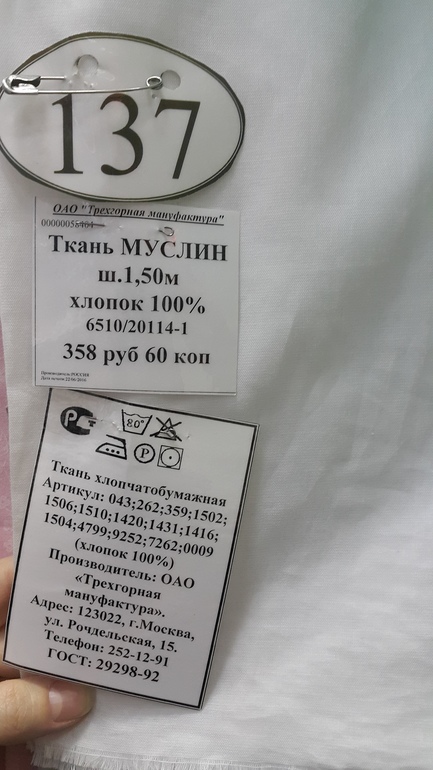 137
ОАО "Трехгорная мануфактура"
Ткань МУСЛИН
ш.1,50м
хлопок 100%
6510/20114-1
358 руб 60 коп
Производитель РОССИЯ
80°
Р
Ткань хлопчатобумажная
Артикул: 043;262;359;1502;
1506;1510;1420;1431;1416;
1504;4799;9252;7262;0009
(хлопок 100%)
Производитель: ОАО
«Трехгорная
мануфактура».
Адрес: 123022, г.Москва,
ул. Рочдельская, 15.
Телефон: 252-12-91
ГОСТ: 29298-92